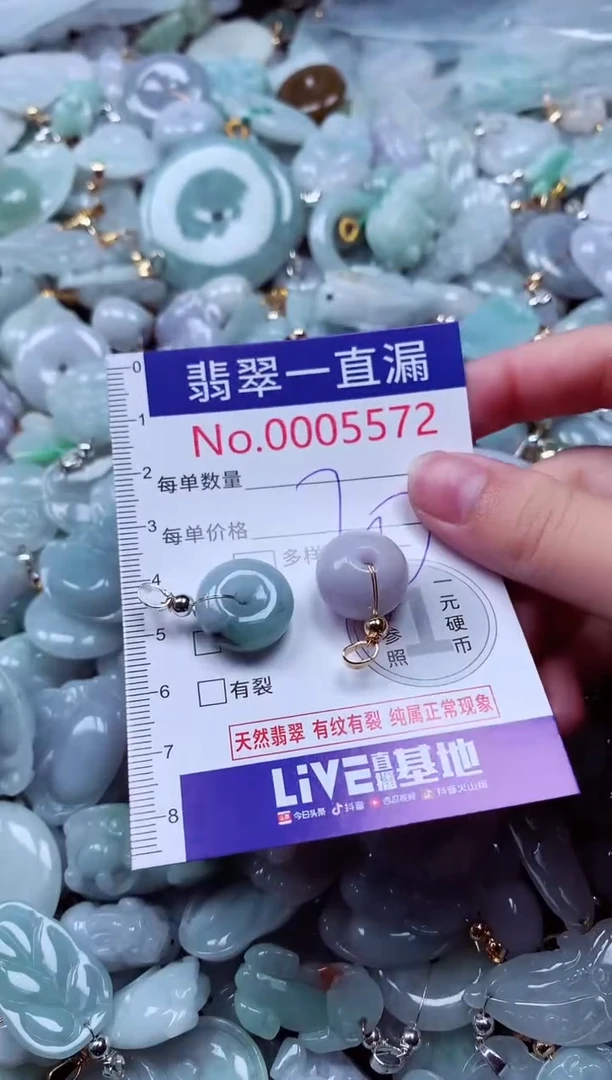 0
翡翠一直漏
1
No.0005572
2
每单数量
3
每单价格
4
多样
一元硬币
5
1
参照
6
有裂
天然翡翠 有纹有裂 纯属正常现象
7
LiVE直播基地
8
今日头条 抖音 西瓜视频 抖音火山版